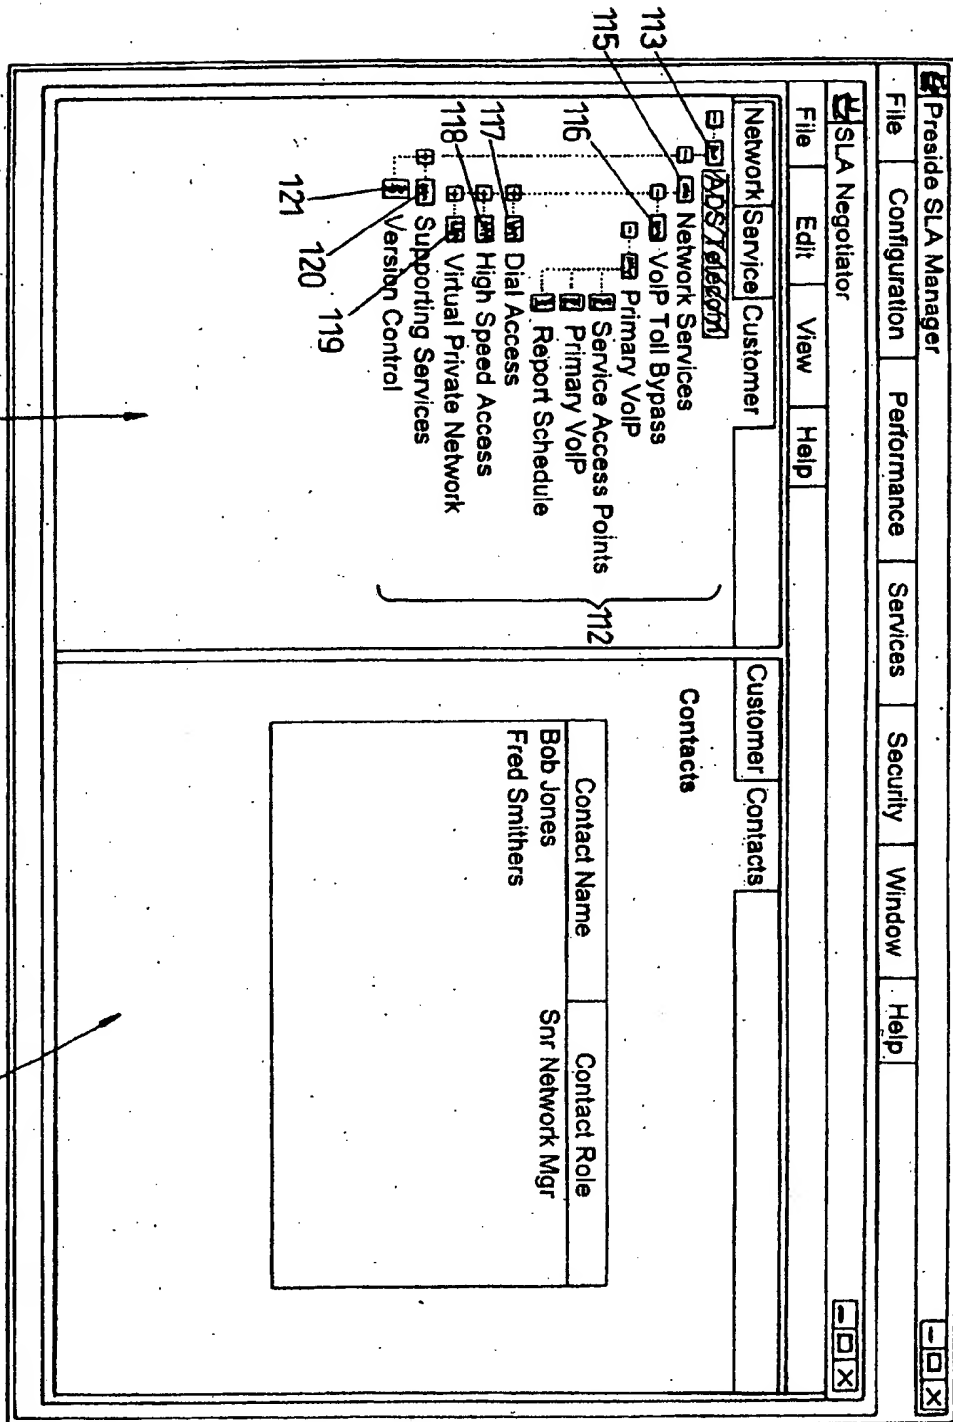 Preside SLA Manager
File Configuration Performance Services Security Window Help
SLA Negotiator
File Edit View Help
Network Service Customer
ADS/Telecom
Network Services
VoIP Toll Bypass
Primary VoIP
Service Access Points
Primary VoIP
Report Schedule
Dial Access
High Speed Access
Virtual Private Network
Supporting Services
Version Control
113
115
116
117
118
119
120
121
112
Customer Contacts
Contacts
Contact Name Contact Role
Bob Jones Snr Network Mgr
Fred Smithers